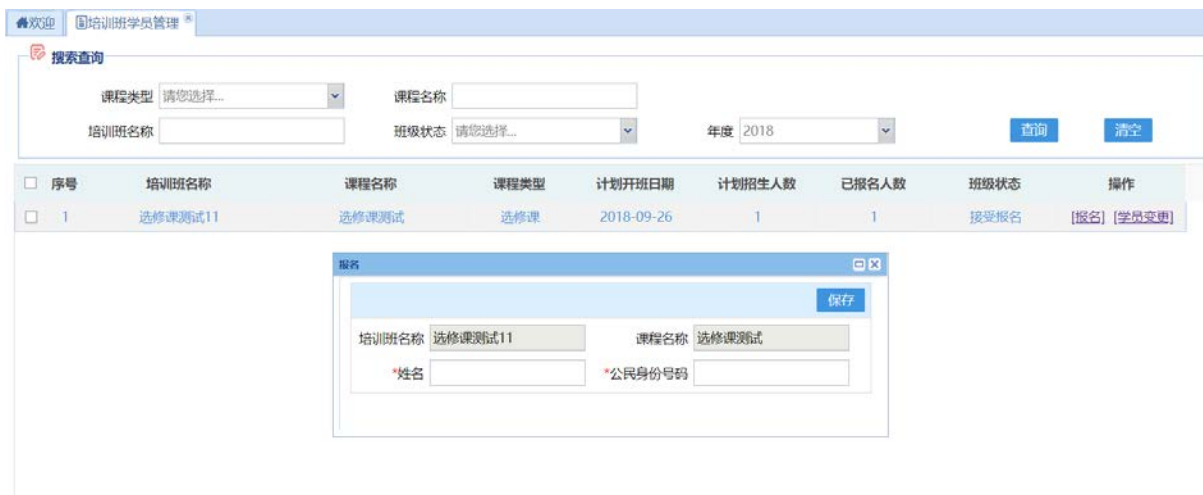 欢迎 培训班学员管理
搜索查询
课程类型 请您选择... 课程名称
培训班名称 班级状态 请您选择... 年度 2018 查询 清空
序号 培训班名称 课程名称 课程类型 计划开班日期 计划招生人数 已报名人数 班级状态 操作
1 选修课测试11 选修课测试 选修课 2018-09-26 1 1 接受报名 [报名] [学员变更]
报名
保存
培训班名称 选修课测试11 课程名称 选修课测试
*姓名 *公民身份号码